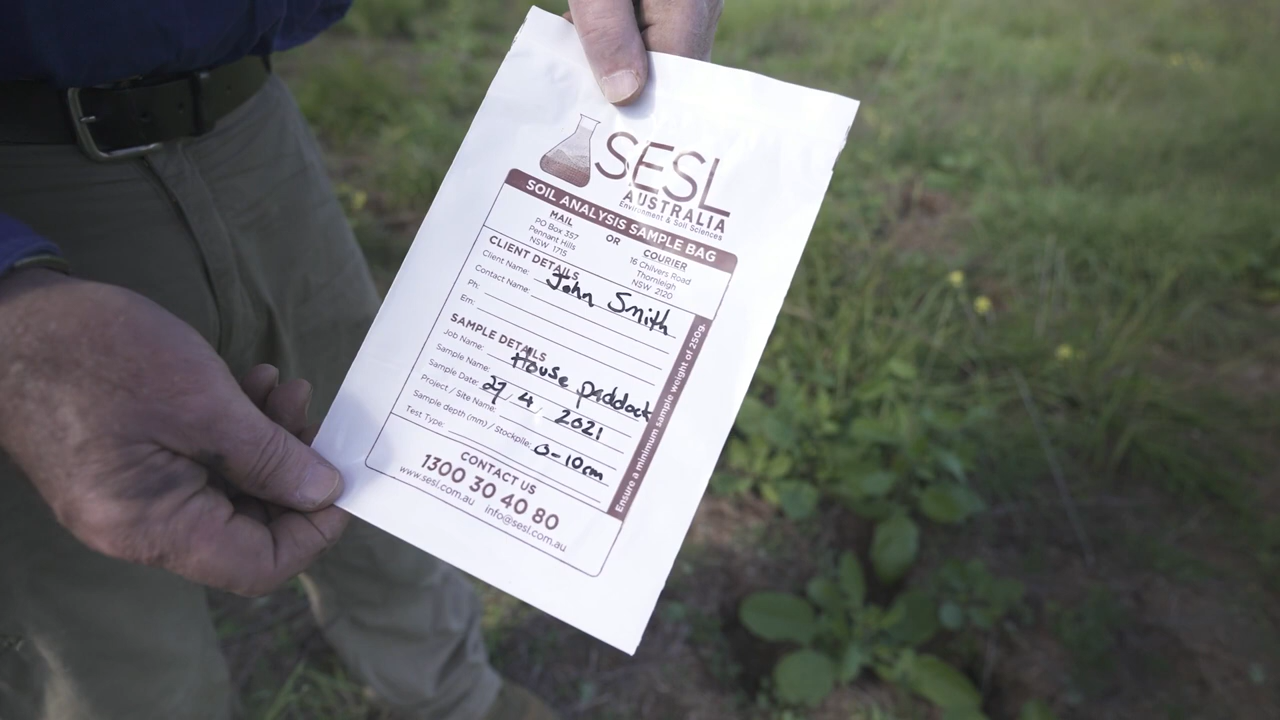 SESL
AUSTRALIA
Environment & Soil Sciences
SOIL ANALYSIS SAMPLE BAG
MAIL
PO Box 357
Pennant Hills
NSW 1715
OR
COURIER
16 Chilvers Road
Thornleigh
NSW 2120
CLIENT DETAILS
Client Name: John Smith
Contact Name:
Ph:
Em:
SAMPLE DETAILS
Job Name:
Sample Name: House paddock
Sample Date: 27 4 2021
Project / Site Name:
Sample depth (mm) / Stockpile: 0-10cm
Test Type:
Ensure a minimum sample weight of 250g.
CONTACT US
1300 30 40 80
www.sesl.com.au info@sesl.com.au